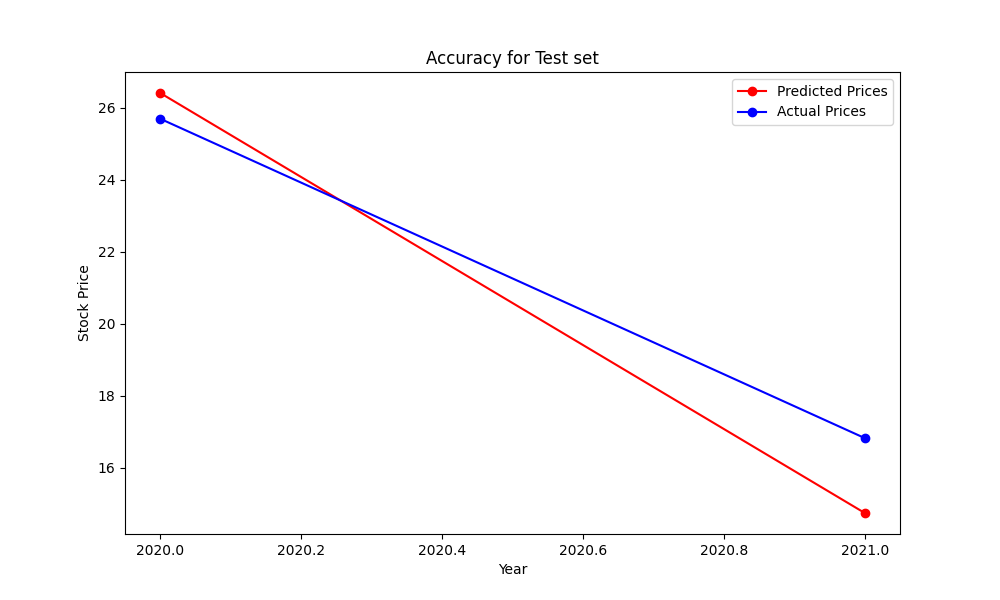 Accuracy for Test set
Predicted Prices
Actual Prices
26
24
22
20
18
16
Stock Price
2020.0
2020.2
2020.4
2020.6
2020.8
2021.0
Year